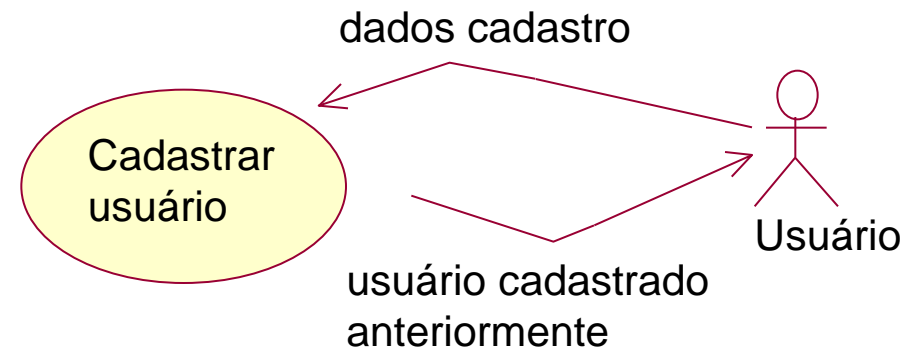 dados cadastro
Cadastrar
usuário
Usuário
usuário cadastrado
anteriormente